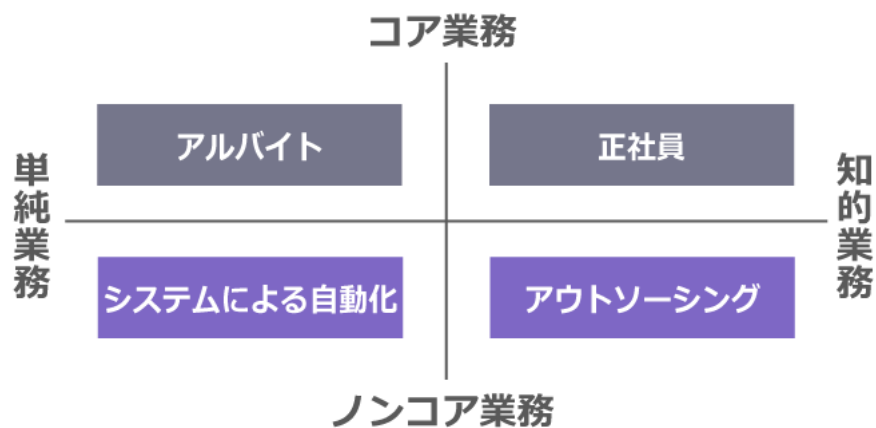 コア業務
アルバイト
正社員
単純業務
知的業務
システムによる自動化
アウトソーシング
ノンコア業務